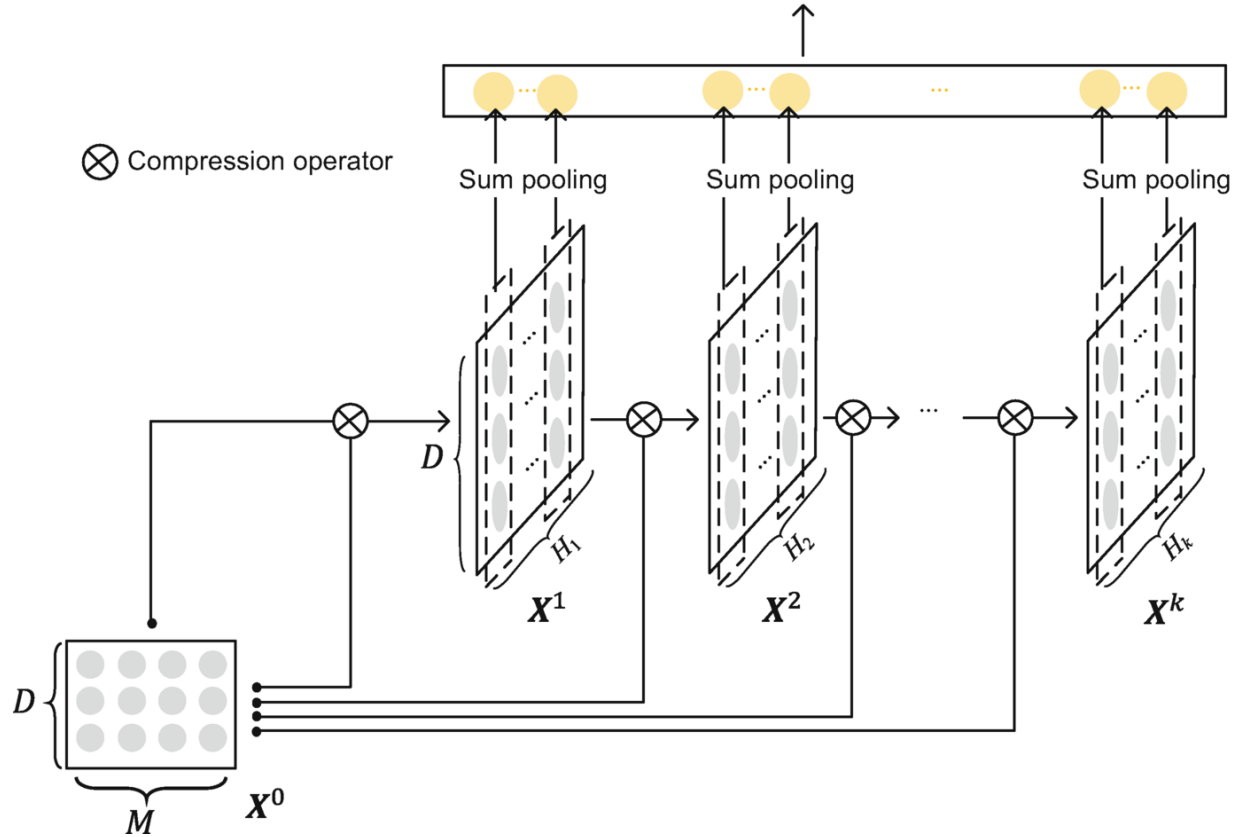 ... ... ... ...
⊗ Compression operator
Sum pooling Sum pooling Sum pooling
... ... ...
... ... ...
... ... ...
D
...
H₁ H₂ Hₖ
X¹ X² Xᵏ
D
M
X⁰